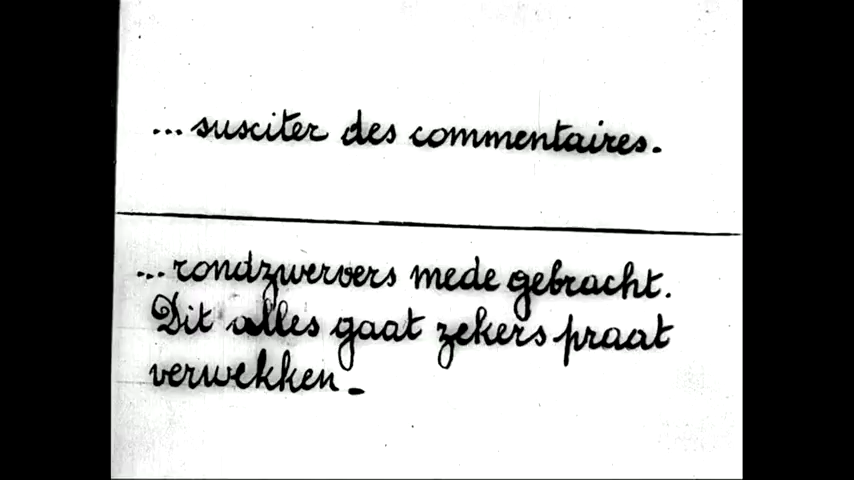 ... susciter des commentaires.
... rondzwervers mede gebracht.
Dit alles gaat zekers praat
verwekken.